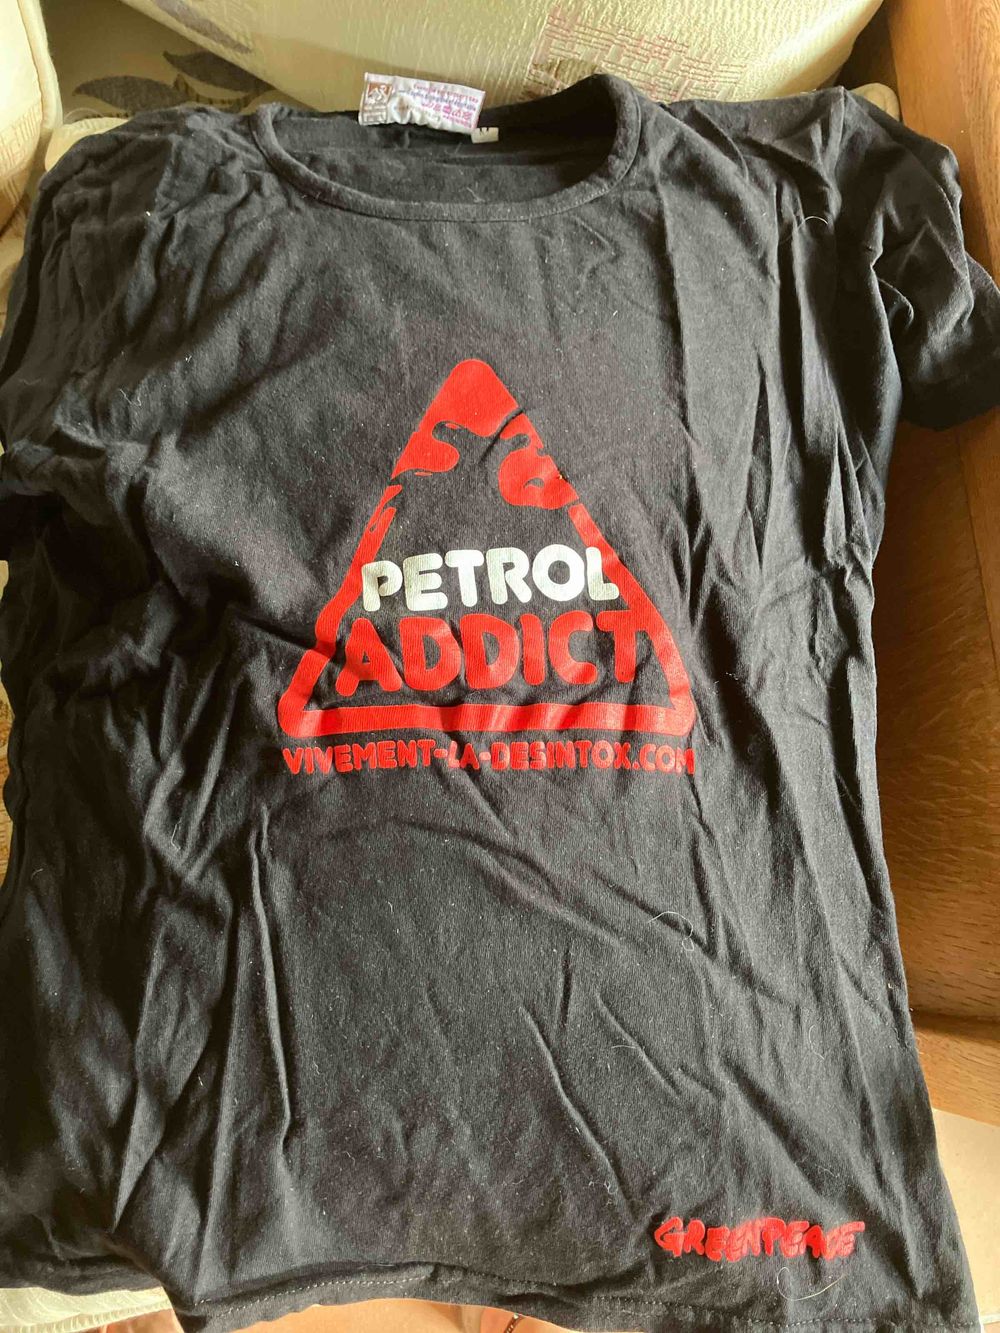 PETROL
ADDICT
VIVEMENT-LA-DESINTOX.COM
GREENPEACE